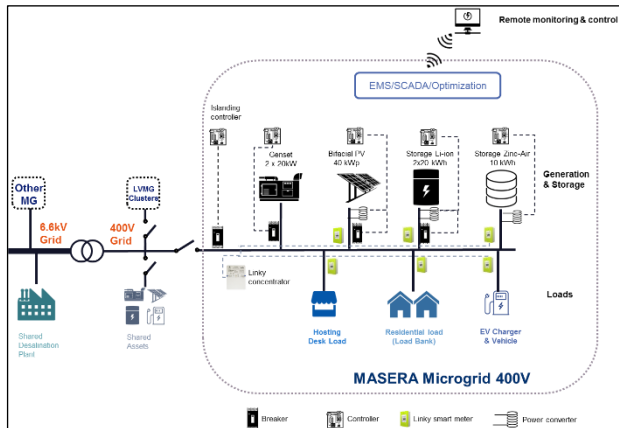 Remote monitoring & control
EMS/SCADA/Optimization
Islanding
controller
Genset
2 x 20kW
Bifacial PV
40 kWp
Storage Li-ion
2x20 kWh
Storage Zinc-Air
10 kWh
Generation
& Storage
Other
MG
LVMG
Clusters
6.6kV
Grid
400V
Grid
Linky
concentrator
Loads
Shared
Desalination
Plant
Shared
Assets
Hosting
Desk Load
Residential load
(Load Bank)
EV Charger
& Vehicle
MASERA Microgrid 400V
Breaker
Controller
Linky smart meter
Power converter